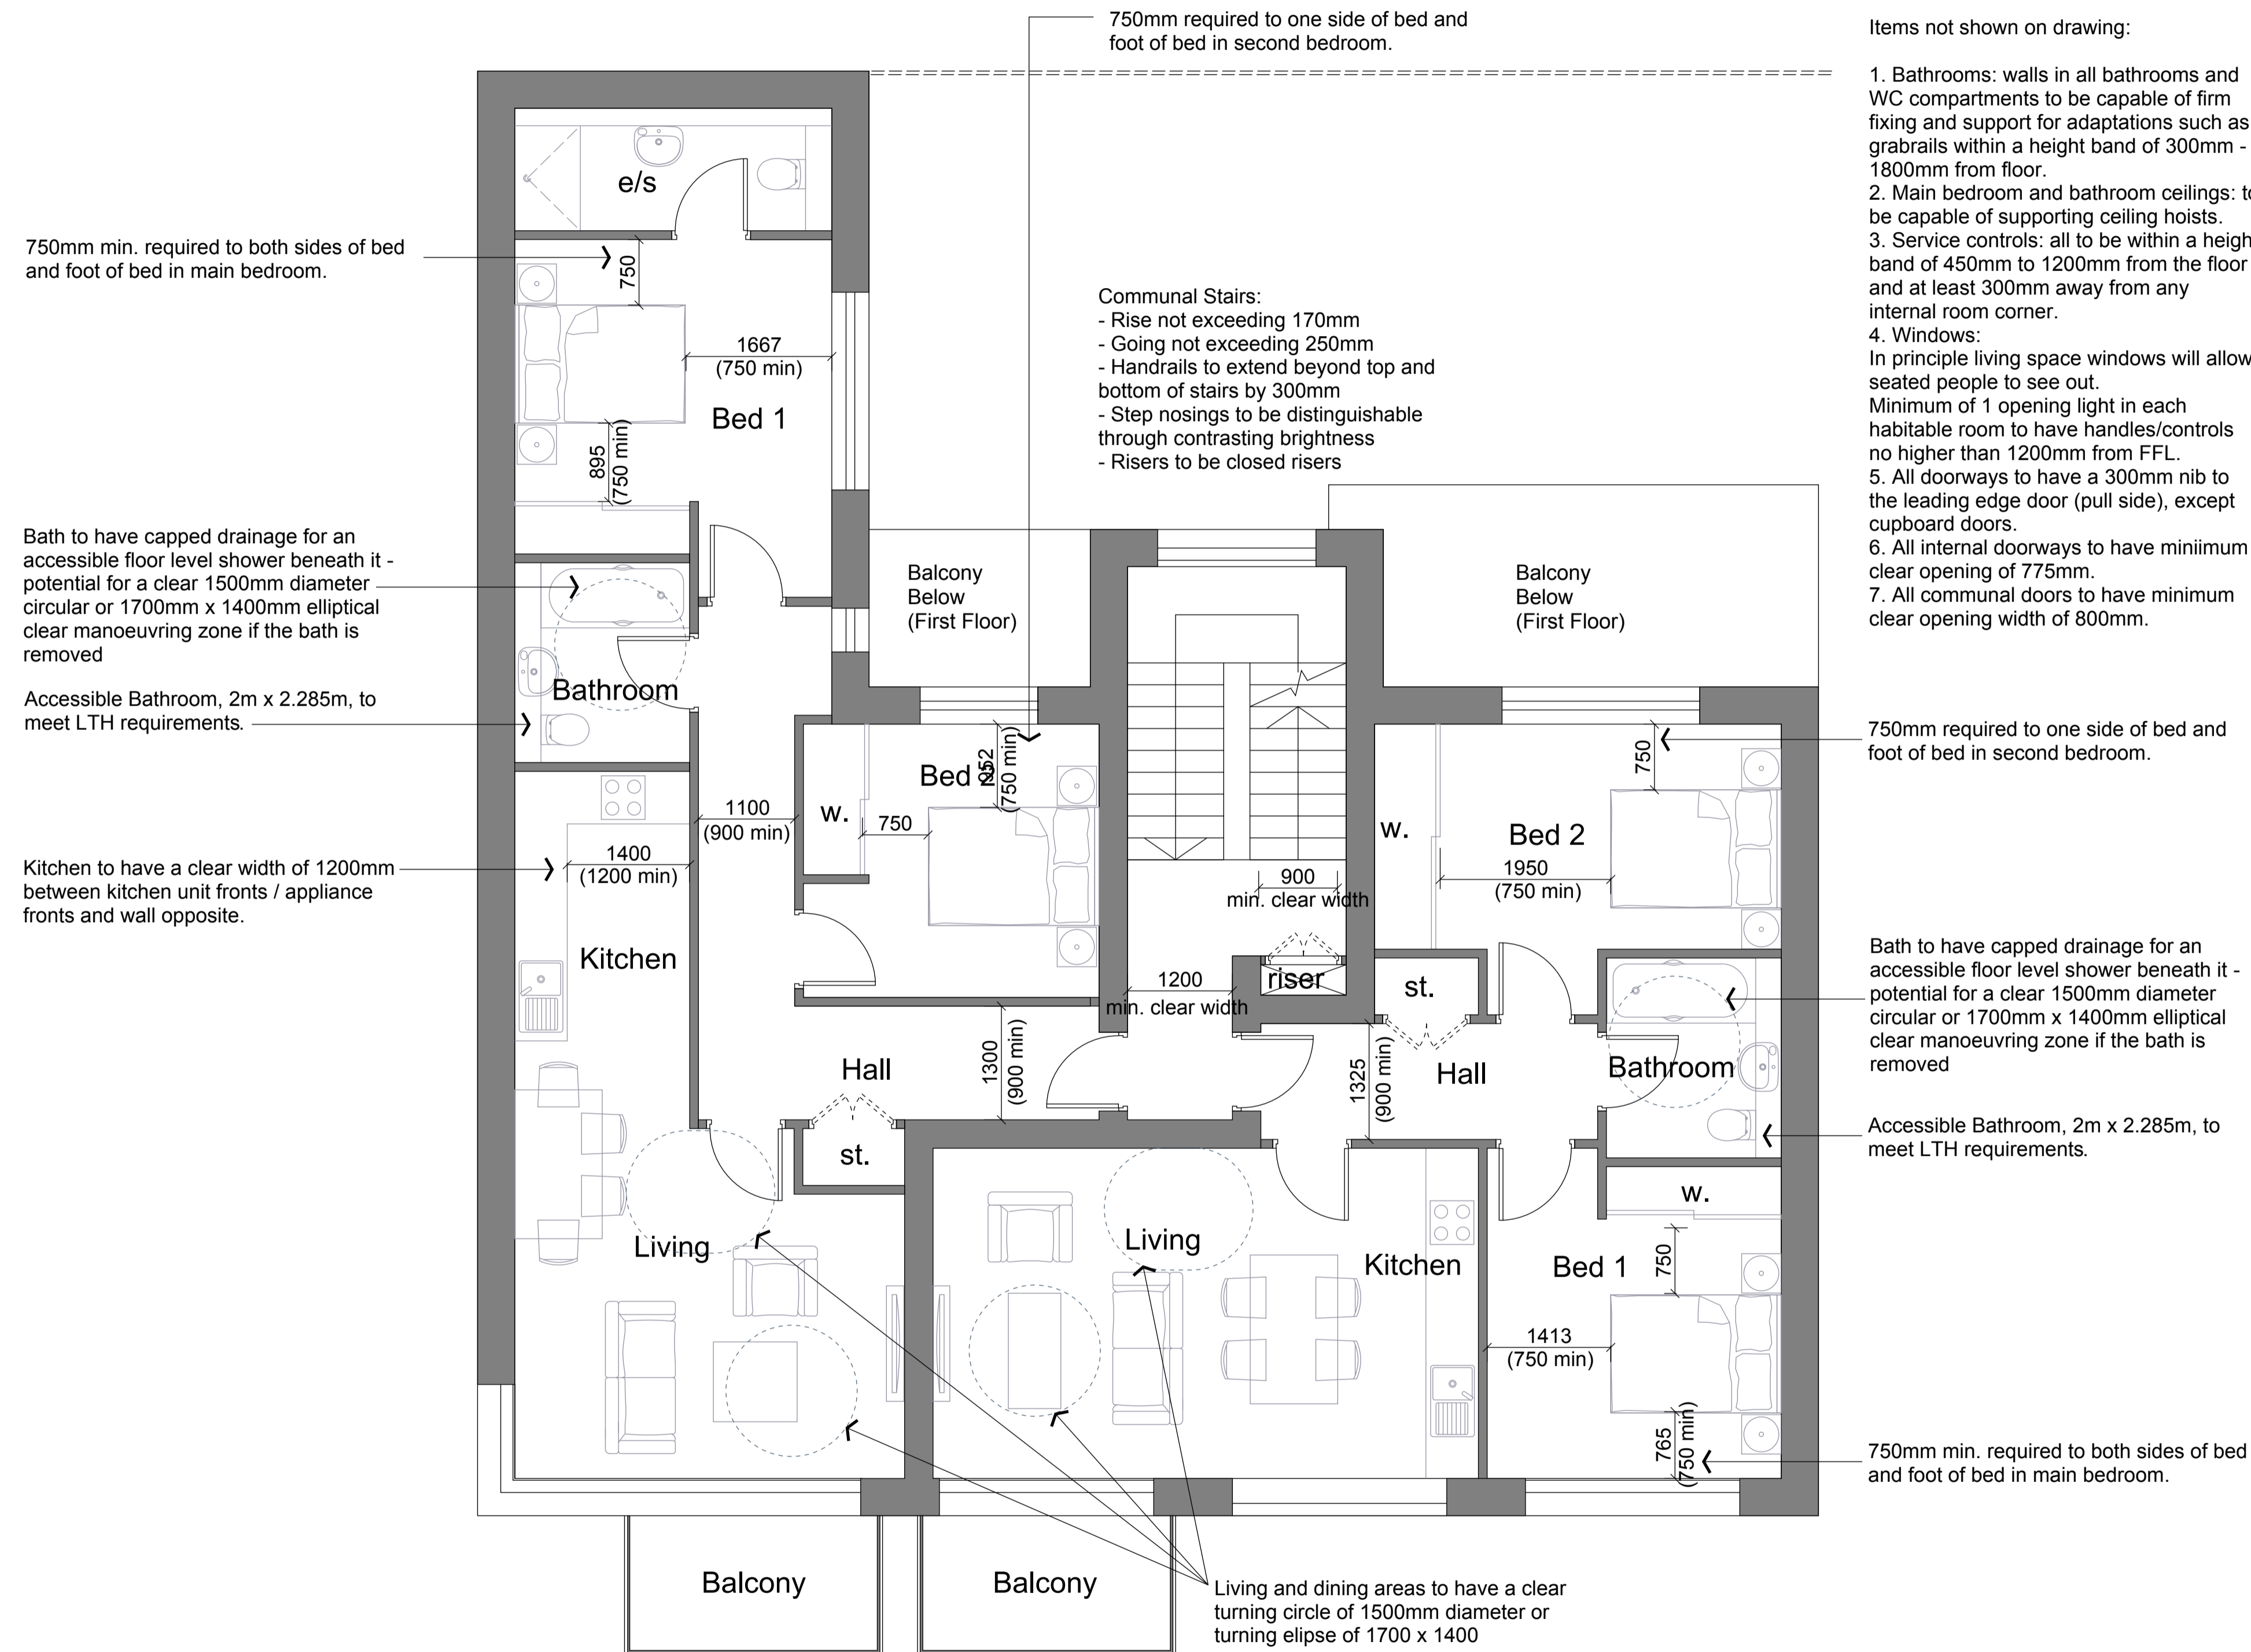 750mm required to one side of bed and
foot of bed in second bedroom.
Items not shown on drawing:
1. Bathrooms: walls in all bathrooms and
WC compartments to be capable of firm
fixing and support for adaptations such as
grabrails within a height band of 300mm -
1800mm from floor.
2. Main bedroom and bathroom ceilings: t
be capable of supporting ceiling hoists.
3. Service controls: all to be within a heigh
band of 450mm to 1200mm from the floor
and at least 300mm away from any
internal room corner.
4. Windows:
In principle living space windows will allow
seated people to see out.
Minimum of 1 opening light in each
habitable room to have handles/controls
no higher than 1200mm from FFL.
5. All doorways to have a 300mm nib to
the leading edge door (pull side), except
cupboard doors.
6. All internal doorways to have miniimum
clear opening of 775mm.
7. All communal doors to have minimum
clear opening width of 800mm.
e/s
750mm min. required to both sides of bed
and foot of bed in main bedroom.
750
1667
(750 min)
Bed 1
895
(750 min)
Communal Stairs:
- Rise not exceeding 170mm
- Going not exceeding 250mm
- Handrails to extend beyond top and
bottom of stairs by 300mm
- Step nosings to be distinguishable
through contrasting brightness
- Risers to be closed risers
Bath to have capped drainage for an
accessible floor level shower beneath it -
potential for a clear 1500mm diameter
circular or 1700mm x 1400mm elliptical
clear manoeuvring zone if the bath is
removed
Balcony
Below
(First Floor)
Balcony
Below
(First Floor)
Bathroom
Accessible Bathroom, 2m x 2.285m, to
meet LTH requirements.
750mm required to one side of bed and
foot of bed in second bedroom.
Bed 2
952
(750 min)
w.
750
1100
(900 min)
750
w.
Bed 2
1950
(750 min)
Kitchen to have a clear width of 1200mm
between kitchen unit fronts / appliance
fronts and wall opposite.
1400
(1200 min)
Kitchen
900
min. clear width
riser
1200
min. clear width
st.
Bath to have capped drainage for an
accessible floor level shower beneath it -
potential for a clear 1500mm diameter
circular or 1700mm x 1400mm elliptical
clear manoeuvring zone if the bath is
removed
Hall
1300
(900 min)
1325
(900 min)
Hall
Bathroom
Accessible Bathroom, 2m x 2.285m, to
meet LTH requirements.
st.
w.
Living
Living
Kitchen
Bed 1
750
1413
(750 min)
765
(750 min)
750mm min. required to both sides of bed
and foot of bed in main bedroom.
Balcony
Balcony
Living and dining areas to have a clear
turning circle of 1500mm diameter or
turning elipse of 1700 x 1400